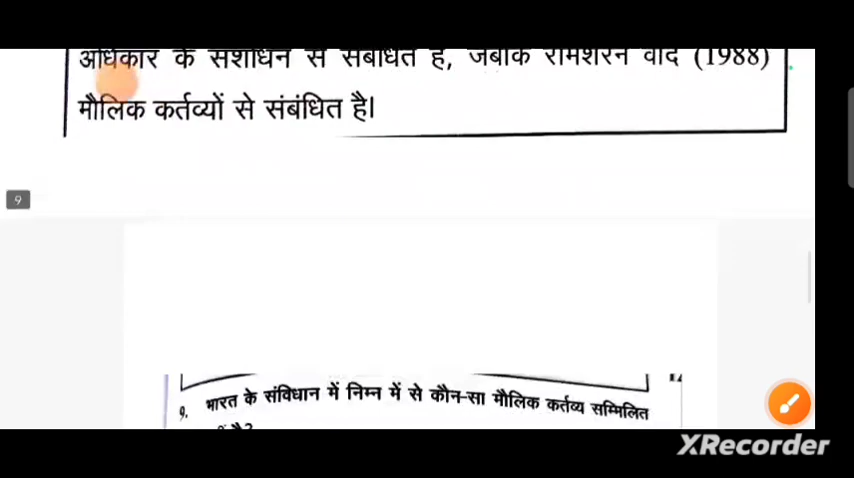 अधिकार के संशोधन से संबंधित है, जबकि रामशरन वाद (1988)
मौलिक कर्तव्यों से संबंधित है।
9
9. भारत के संविधान में निम्न में से कौन-सा मौलिक कर्तव्य सम्मिलित
XRecorder